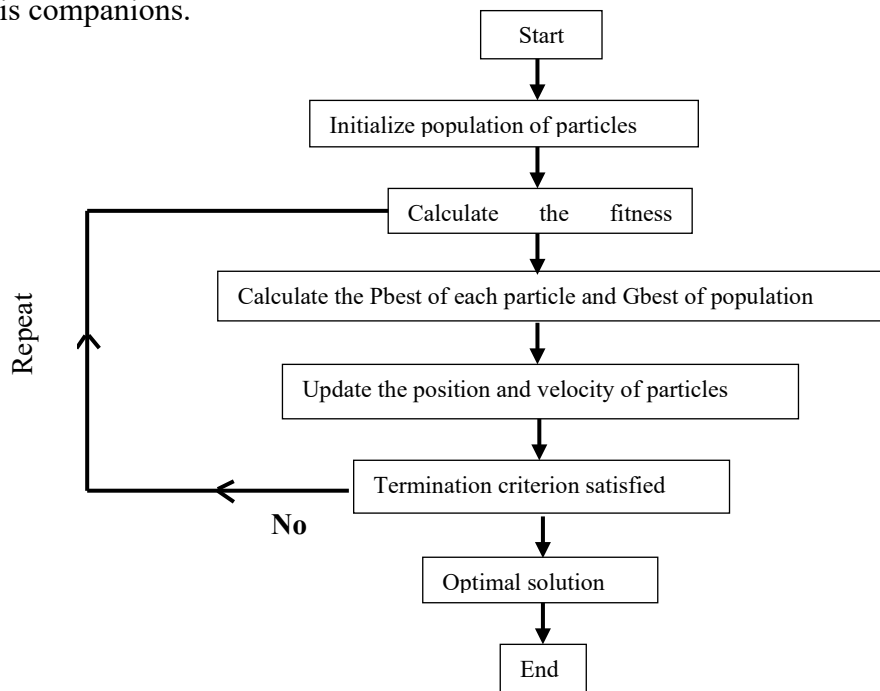 is companions.
Start
Initialize population of particles
Calculate the fitness
Calculate the Pbest of each particle and Gbest of population
Repeat
Update the position and velocity of particles
Termination criterion satisfied
No
Optimal solution
End